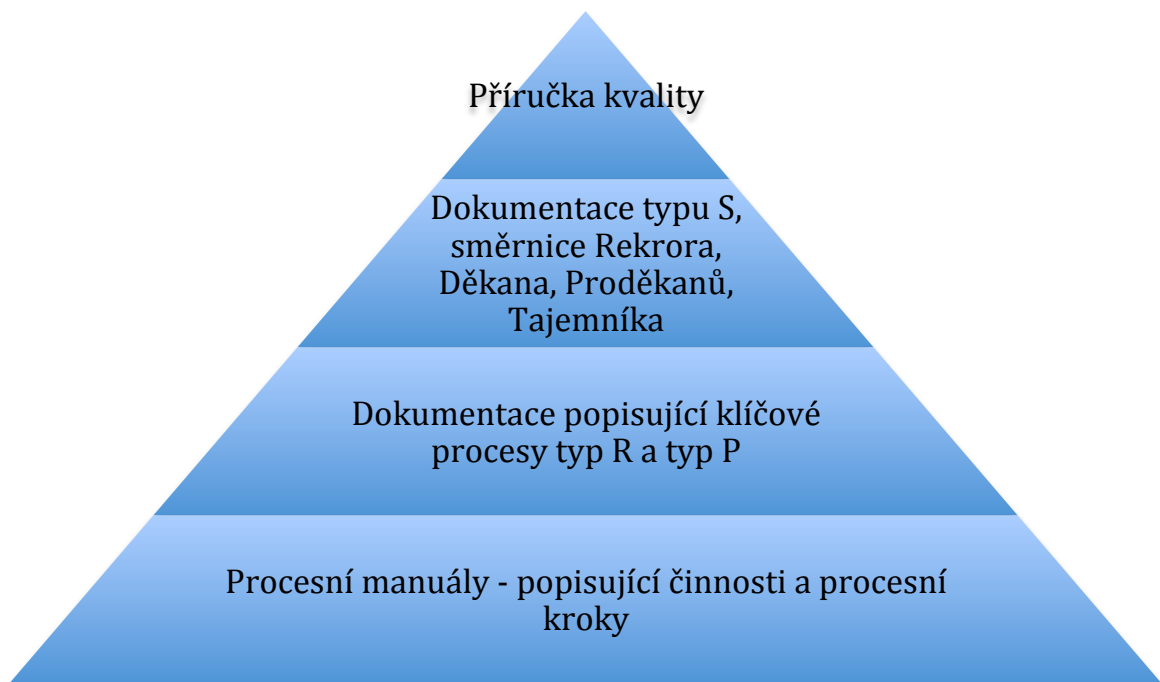 Příručka kvality
Dokumentace typu S,
směrnice Rekrora,
Děkana, Proděkanů,
Tajemníka
Dokumentace popisující klíčové
procesy typ R a typ P
Procesní manuály - popisující činnosti a procesní
kroky